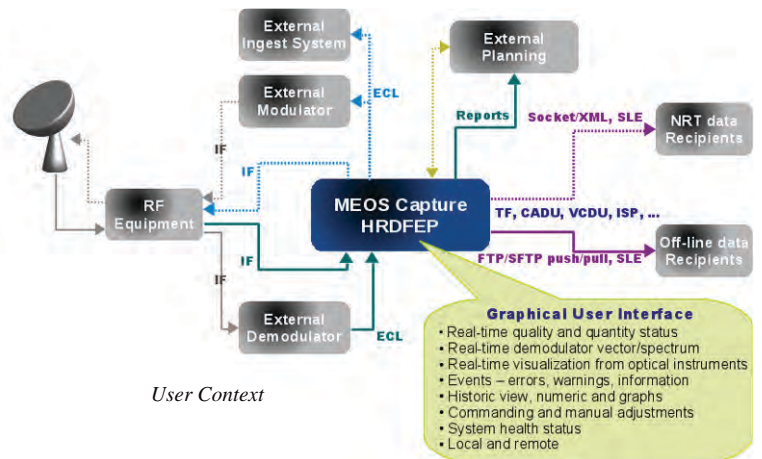 External
Ingest System
External
Planning
ECL
External
Modulator
Reports
Socket/XML, SLE
NRT data
Recipients
IF
IF
RF
Equipment
MEOS Capture
HRDFEP
TF, CADU, VCDU, ISP, ...
Off-line data
Recipients
FTP/SFTP push/pull, SLE
IF
IF
External
Demodulator
ECL
Graphical User Interface
• Real-time quality and quantity status
• Real-time demodulator vector/spectrum
• Real-time visualization from optical instruments
• Events – errors, warnings, information
• Historic view, numeric and graphs
• Commanding and manual adjustments
• System health status
• Local and remote
User Context